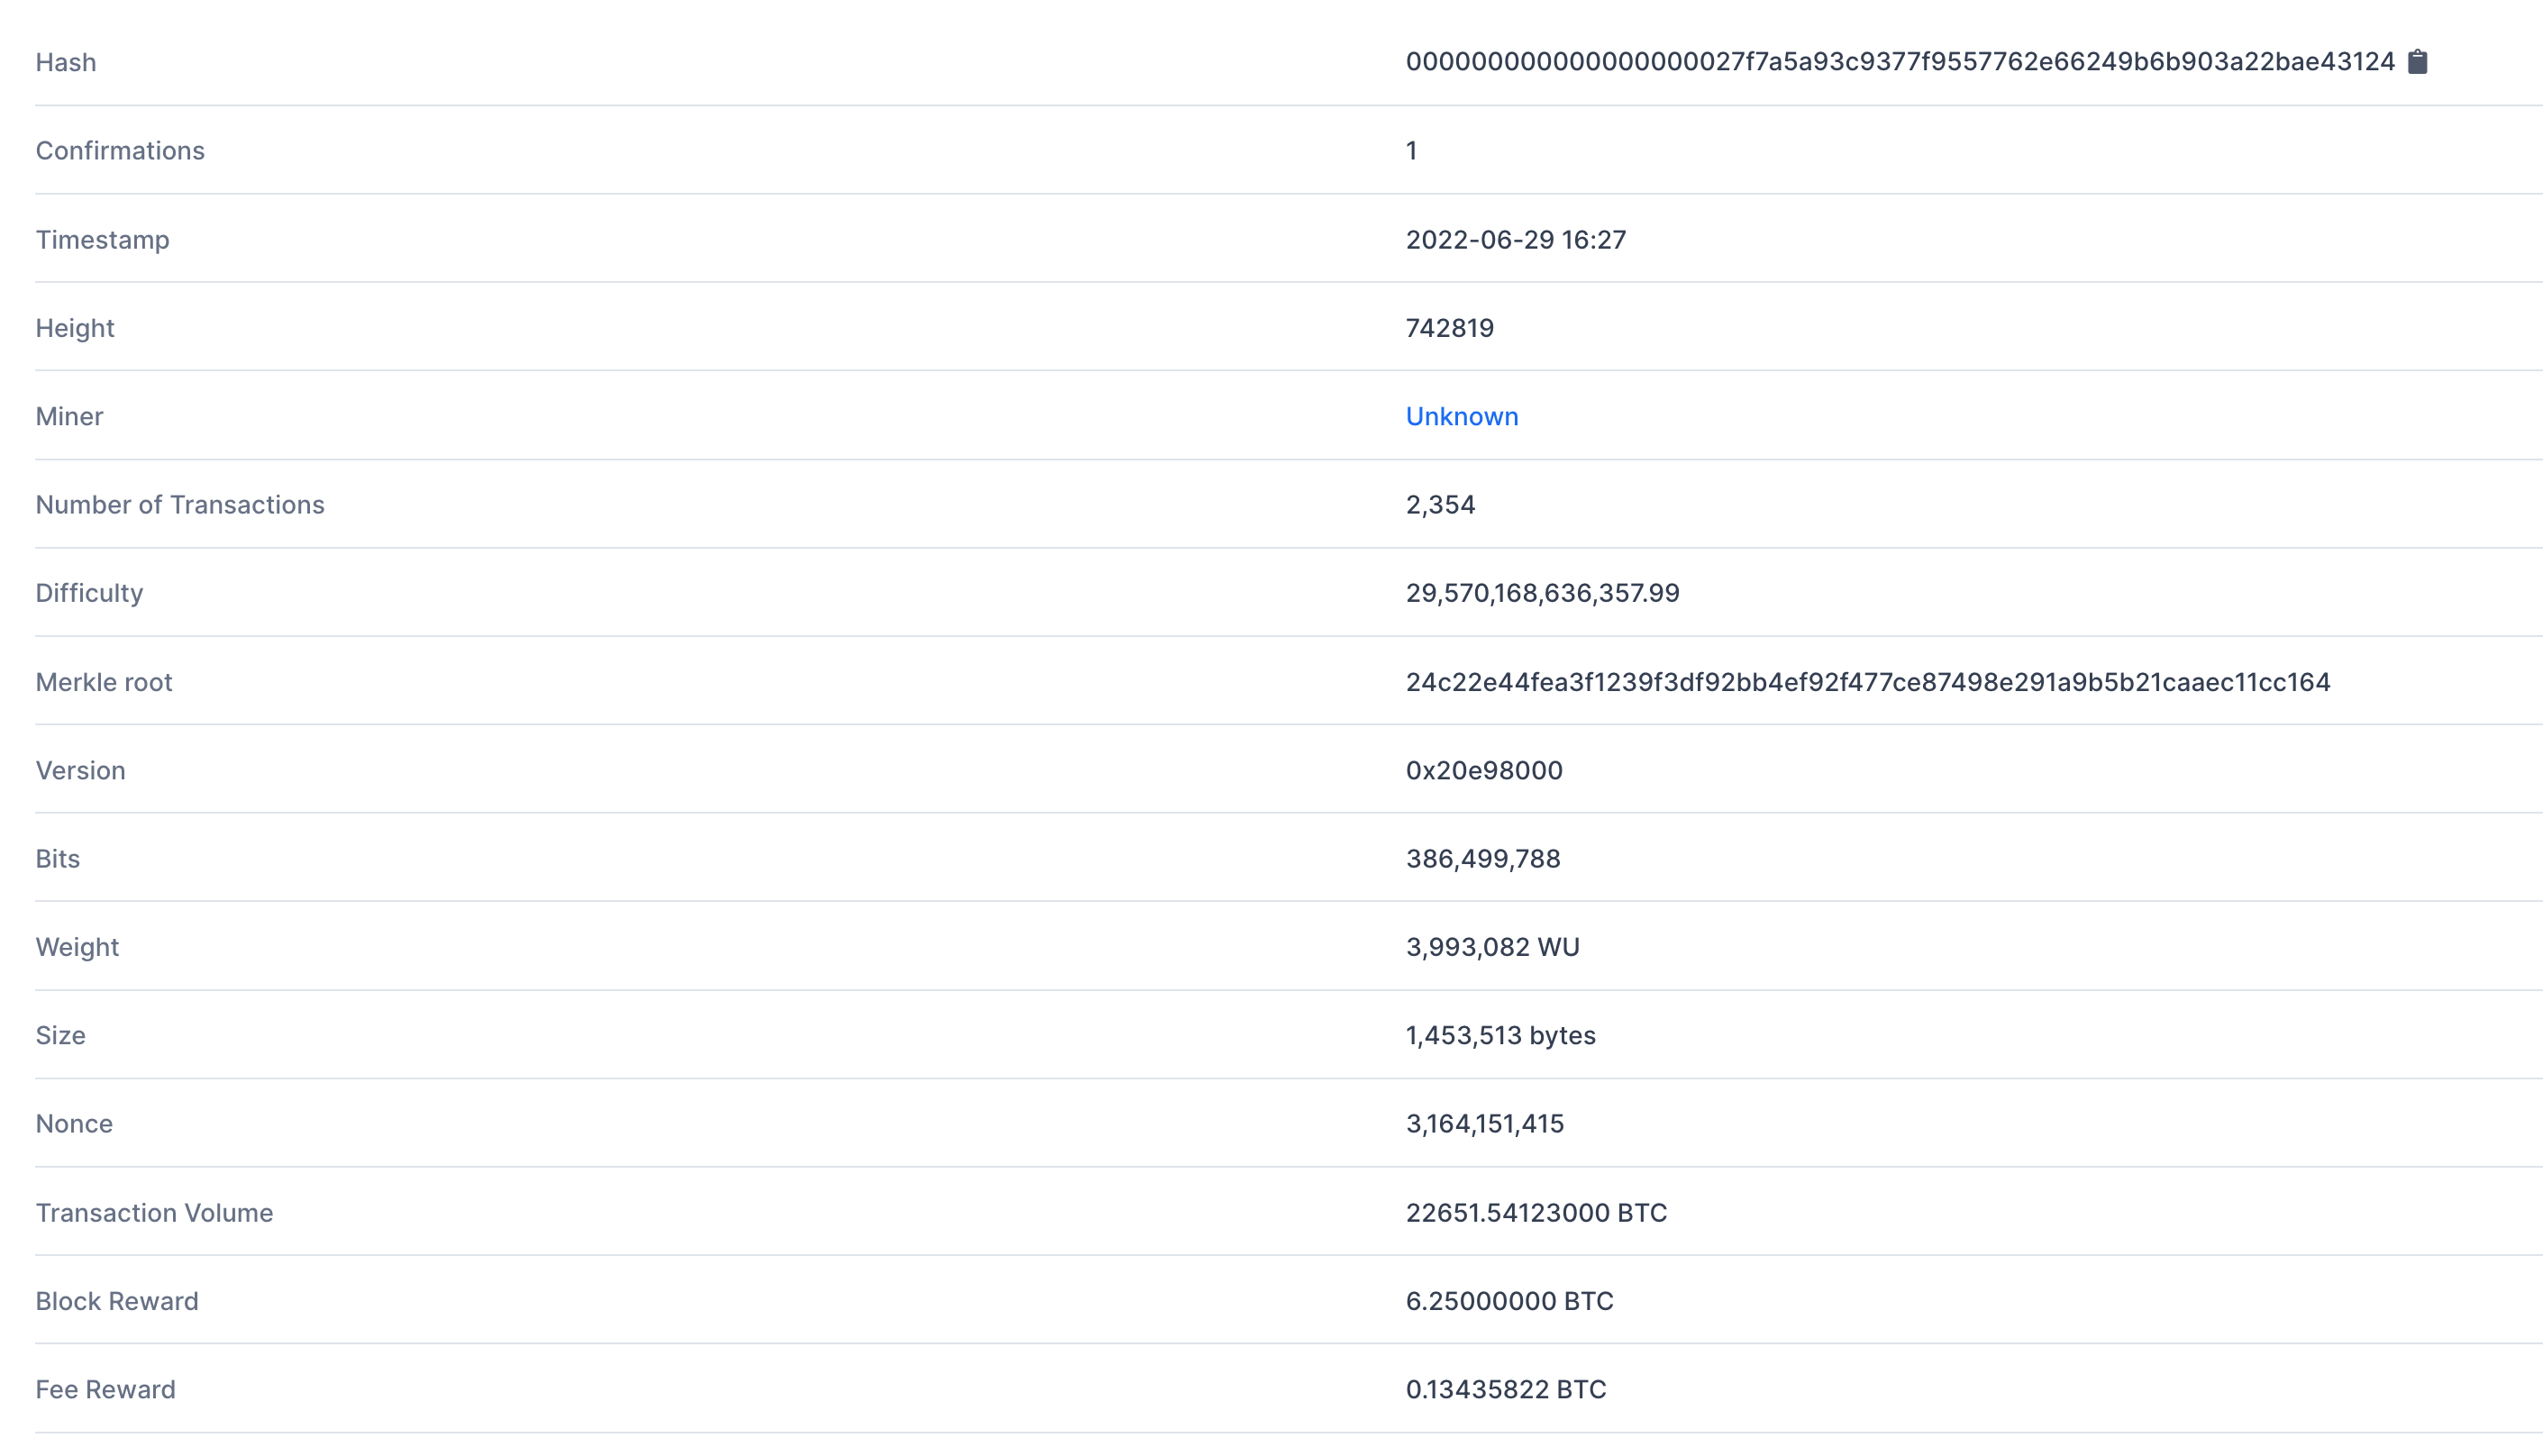 Hash 00000000000000000027f7a5a93c9377f9557762e66249b6b903a22bae43124
Confirmations 1
Timestamp 2022-06-29 16:27
Height 742819
Miner Unknown
Number of Transactions 2,354
Difficulty 29,570,168,636,357.99
Merkle root 24c22e44fea3f1239f3df92bb4ef92f477ce87498e291a9b5b21caaec11cc164
Version 0x20e98000
Bits 386,499,788
Weight 3,993,082 WU
Size 1,453,513 bytes
Nonce 3,164,151,415
Transaction Volume 22651.54123000 BTC
Block Reward 6.25000000 BTC
Fee Reward 0.13435822 BTC